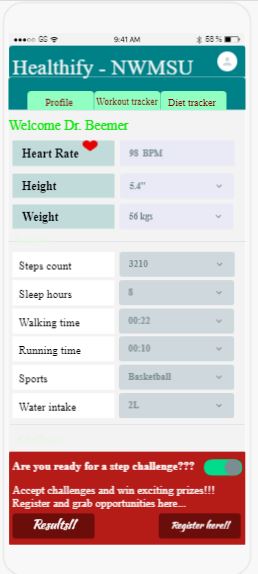 GG 9:41 AM 58%
Healthify - NWMSU
Profile Workout tracker Diet tracker
Welcome Dr. Beemer
Heart Rate 98 BPM
Height 5.4"
Weight 56 kgs
Steps count 3210
Sleep hours 8
Walking time 00:22
Running time 00:10
Sports Basketball
Water intake 2L
Are you ready for a step challenge???
Accept challenges and win exciting prizes!!!
Register and grab opportunities here...
Results!! Register here!!